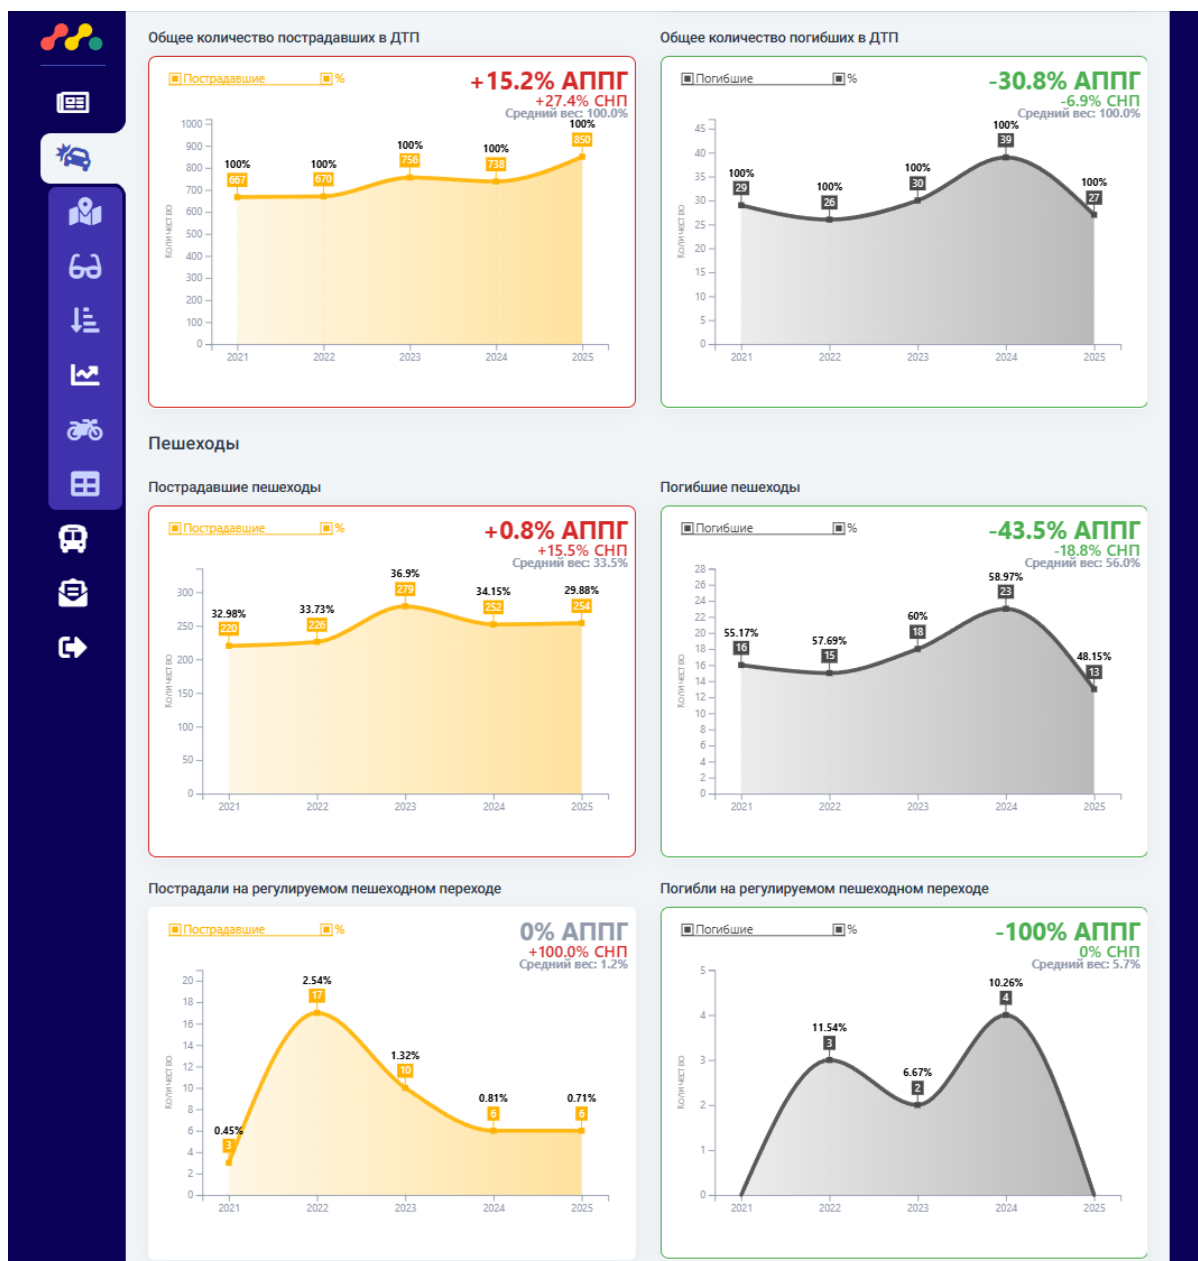 Общее количество пострадавших в ДТП
Пострадавшие %
+15.2% АППГ
+27.4% СНП
Средний вес: 100.0%
Количество
1000
900
800
700
600
500
400
300
200
100
0
100% 100% 100% 100% 100%
667 670 756 738 850
2021 2022 2023 2024 2025
Общее количество погибших в ДТП
Погибшие %
-30.8% АППГ
-6.9% СНП
Средний вес: 100.0%
Количество
45
40
35
30
25
20
15
10
5
0
100% 100% 100% 100% 100%
29 26 30 39 27
2021 2022 2023 2024 2025
Пешеходы
Пострадавшие пешеходы
Пострадавшие %
+0.8% АППГ
+15.5% СНП
Средний вес: 33.5%
Количество
300
250
200
150
100
50
0
32.98% 33.73% 36.9% 34.15% 29.88%
220 226 279 252 254
2021 2022 2023 2024 2025
Погибшие пешеходы
Погибшие %
-43.5% АППГ
-18.8% СНП
Средний вес: 56.0%
Количество
28
26
24
22
20
18
16
14
12
10
8
6
4
2
0
55.17% 57.69% 60% 58.97% 48.15%
16 15 18 23 13
2021 2022 2023 2024 2025
Пострадали на регулируемом пешеходном переходе
Пострадавшие %
0% АППГ
+100.0% СНП
Средний вес: 1.2%
Количество
20
18
16
14
12
10
8
6
4
2
0
0.45% 2.54% 1.32% 0.81% 0.71%
3 17 10 6 6
2021 2022 2023 2024 2025
Погибли на регулируемом пешеходном переходе
Погибшие %
-100% АППГ
0% СНП
Средний вес: 5.7%
Количество
5
4
3
2
1
0
11.54% 6.67% 10.26%
3 2 4
2021 2022 2023 2024 2025